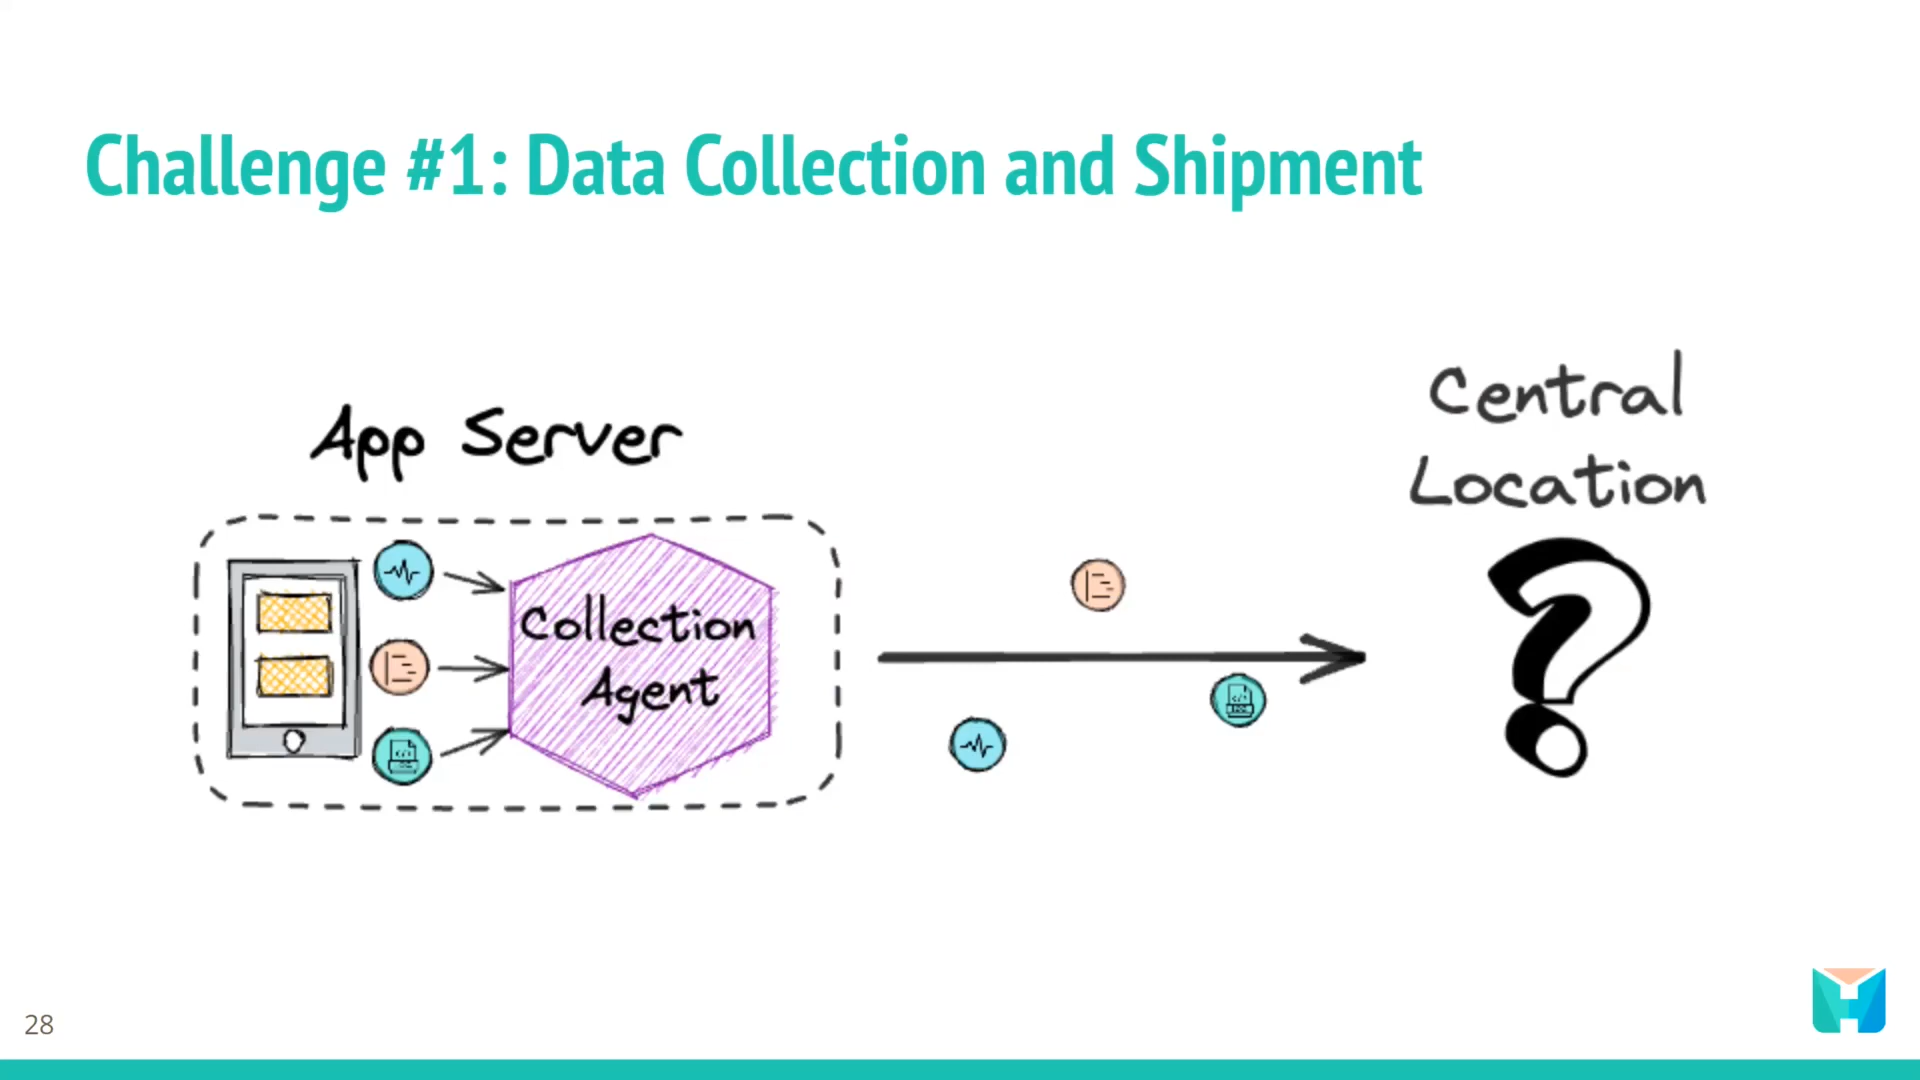 Challenge #1: Data Collection and Shipment
App Server
Collection
Agent
Central
Location
28